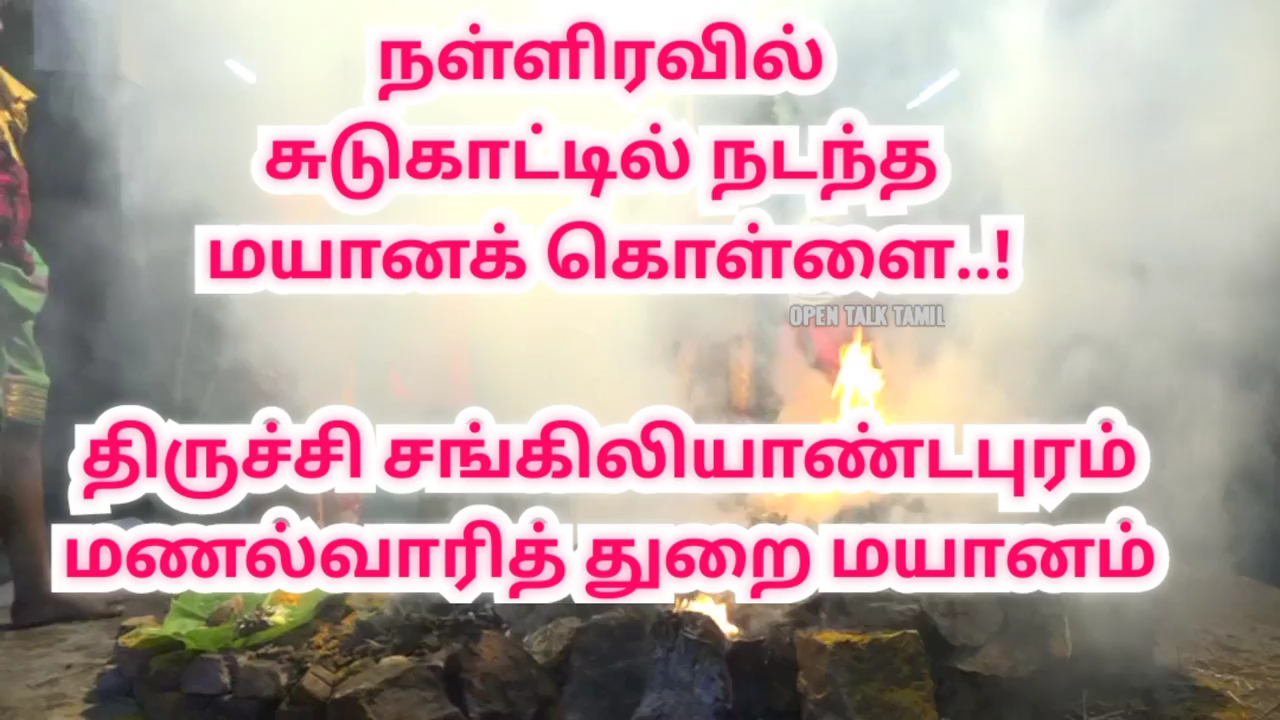 நள்ளிரவில்
சுடுகாட்டில் நடந்த
மயானக் கொள்ளை..!
OPEN TALK TAMIL
திருச்சி சங்கிலியாண்டபுரம்
மணல்வாரித் துறை மயானம்